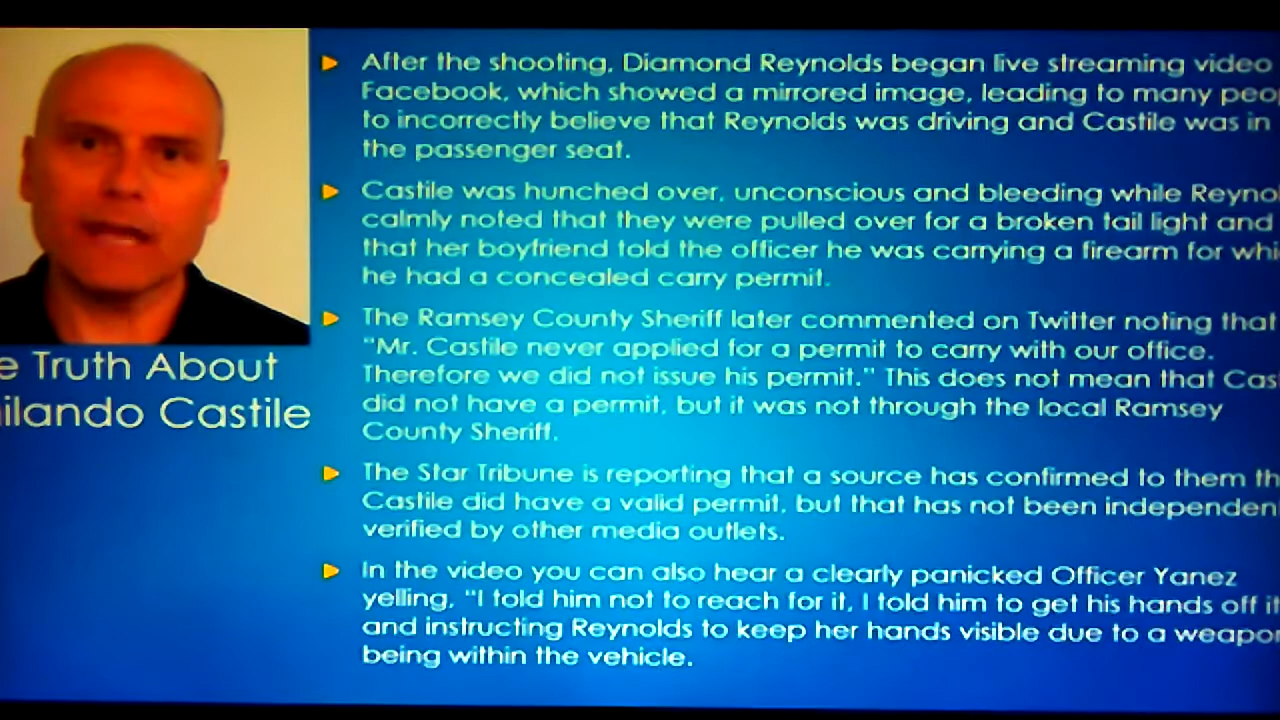 e Truth About
ilando Castile
After the shooting, Diamond Reynolds began live streaming video
Facebook, which showed a mirrored image, leading to many peop
to incorrectly believe that Reynolds was driving and Castile was in
the passenger seat.
Castile was hunched over, unconscious and bleeding while Reyno
calmly noted that they were pulled over for a broken tail light and
that her boyfriend told the officer he was carrying a firearm for whi
he had a concealed carry permit.
The Ramsey County Sheriff later commented on Twitter noting that
"Mr. Castile never applied for a permit to carry with our office.
Therefore we did not issue his permit." This does not mean that Cas
did not have a permit, but it was not through the local Ramsey
County Sheriff.
The Star Tribune is reporting that a source has confirmed to them th
Castile did have a valid permit, but that has not been independen
verified by other media outlets.
In the video you can also hear a clearly panicked Officer Yanez
yelling, "I told him not to reach for it, I told him to get his hands off it
and instructing Reynolds to keep her hands visible due to a weapo
being within the vehicle.